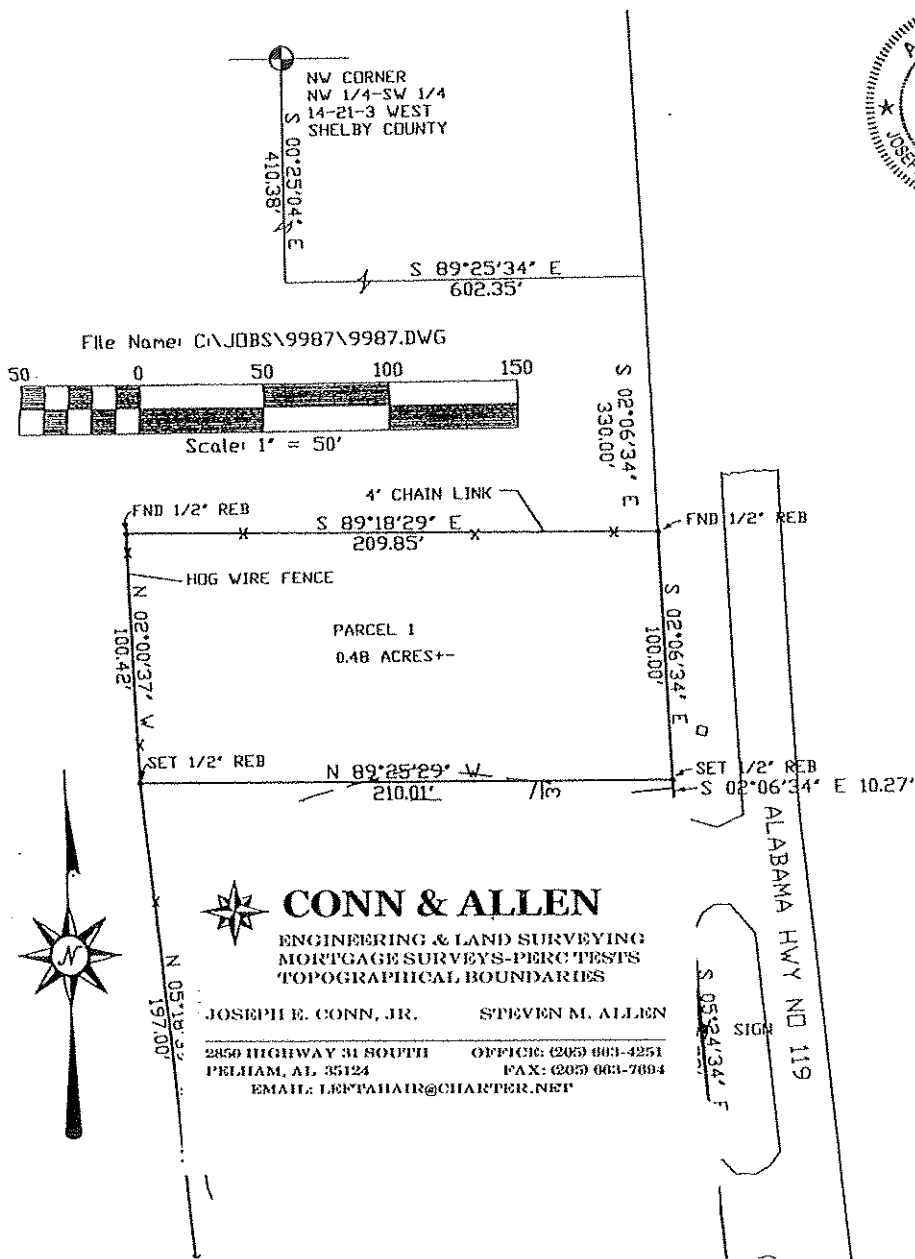 NW CORNER
NW 1/4-SW 1/4
14-21-3 WEST
SHELBY COUNTY
S 00°25'04" E
410.38'
S 89°25'34" E
602.35'
File Name: C:\JOBS\9987\9987.DWG
50 0 50 100 150
Scale: 1" = 50'
S 02°06'34" E
330.00'
4' CHAIN LINK
FND 1/2" REB
S 89°18'29" E
209.85'
FND 1/2" REB
HOG WIRE FENCE
N 02°00'37" W
100.42'
PARCEL 1
0.48 ACRES+-
S 02°06'34" E
100.00'
SET 1/2" REB
N 89°25'29" W
210.01'
SET 1/2" REB
S 02°06'34" E 10.27'
ALABAMA HWY NO 119
N
CONN & ALLEN
ENGINEERING & LAND SURVEYING
MORTGAGE SURVEYS-PERC TESTS
TOPOGRAPHICAL BOUNDARIES
JOSEPH E. CONN, JR. STEVEN M. ALLEN
2850 HIGHWAY 31 SOUTH OFFICE: (205) 663-4251
PELHAM, AL 35124 FAX: (205) 663-7694
EMAIL: LEFTAHAIR@CHARTER.NET
N 05°18'
197.00'
S 05°24'34" E
SIGN